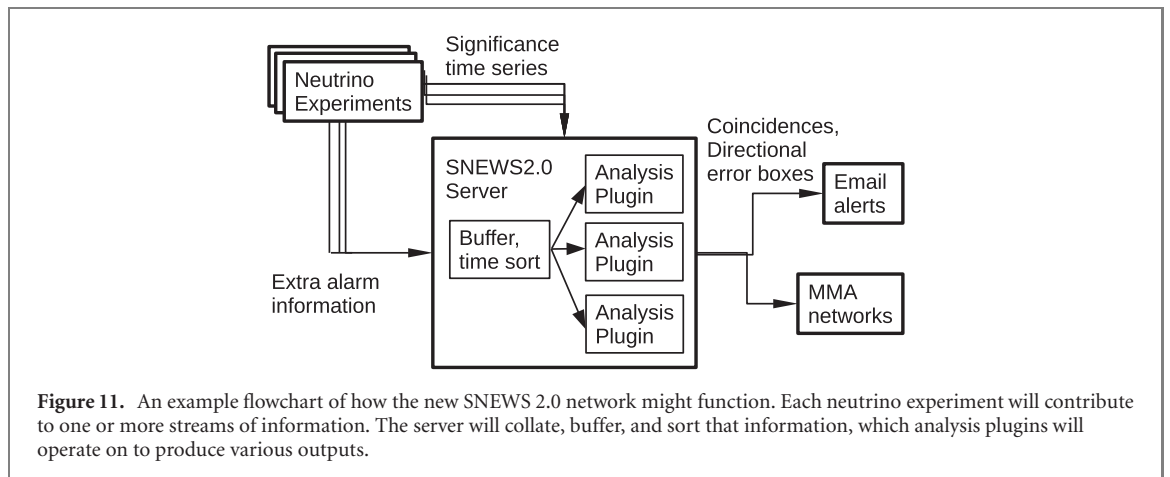 Significance
time series
Neutrino
Experiments
Coincidences,
Directional
error boxes
SNEWS2.0
Server
Analysis
Plugin
Email
alerts
Buffer,
time sort
Analysis
Plugin
Extra alarm
information
MMA
networks
Analysis
Plugin
Figure 11. An example flowchart of how the new SNEWS 2.0 network might function. Each neutrino experiment will contribute
to one or more streams of information. The server will collate, buffer, and sort that information, which analysis plugins will
operate on to produce various outputs.